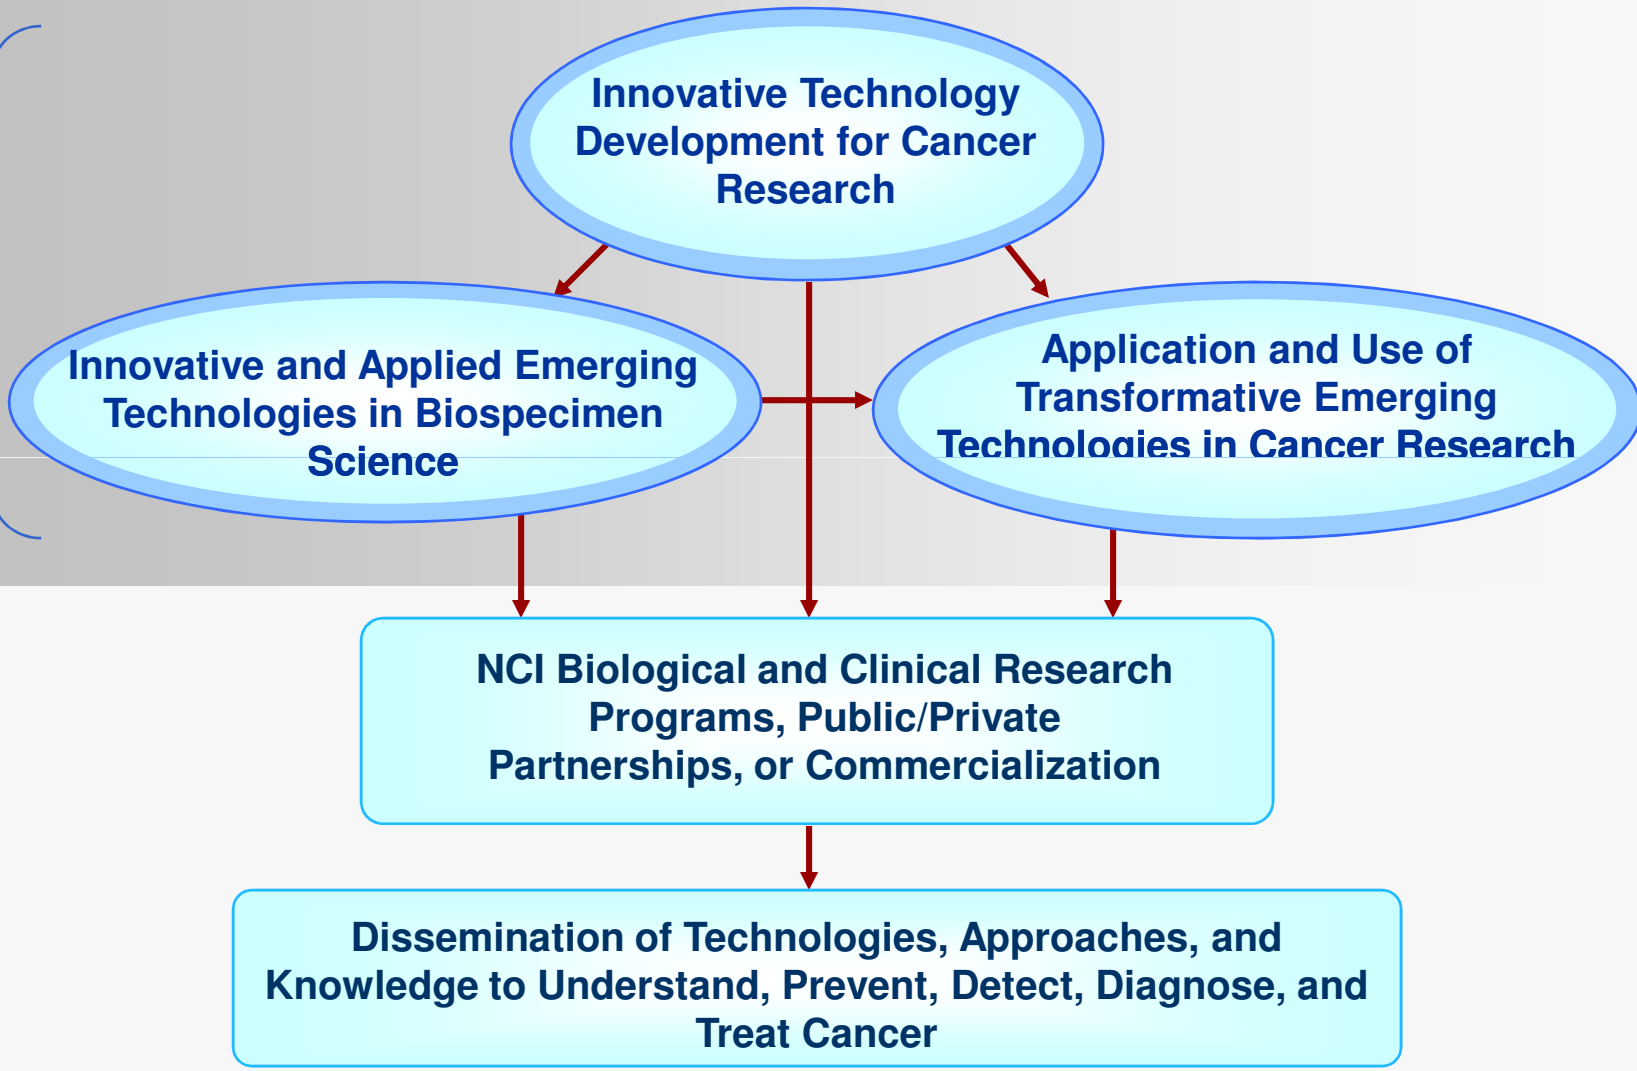 Innovative Technology
Development for Cancer
Research
Innovative and Applied Emerging
Technologies in Biospecimen
Science
Application and Use of
Transformative Emerging
Technologies in Cancer Research
NCI Biological and Clinical Research
Programs, Public/Private
Partnerships, or Commercialization
Dissemination of Technologies, Approaches, and
Knowledge to Understand, Prevent, Detect, Diagnose, and
Treat Cancer